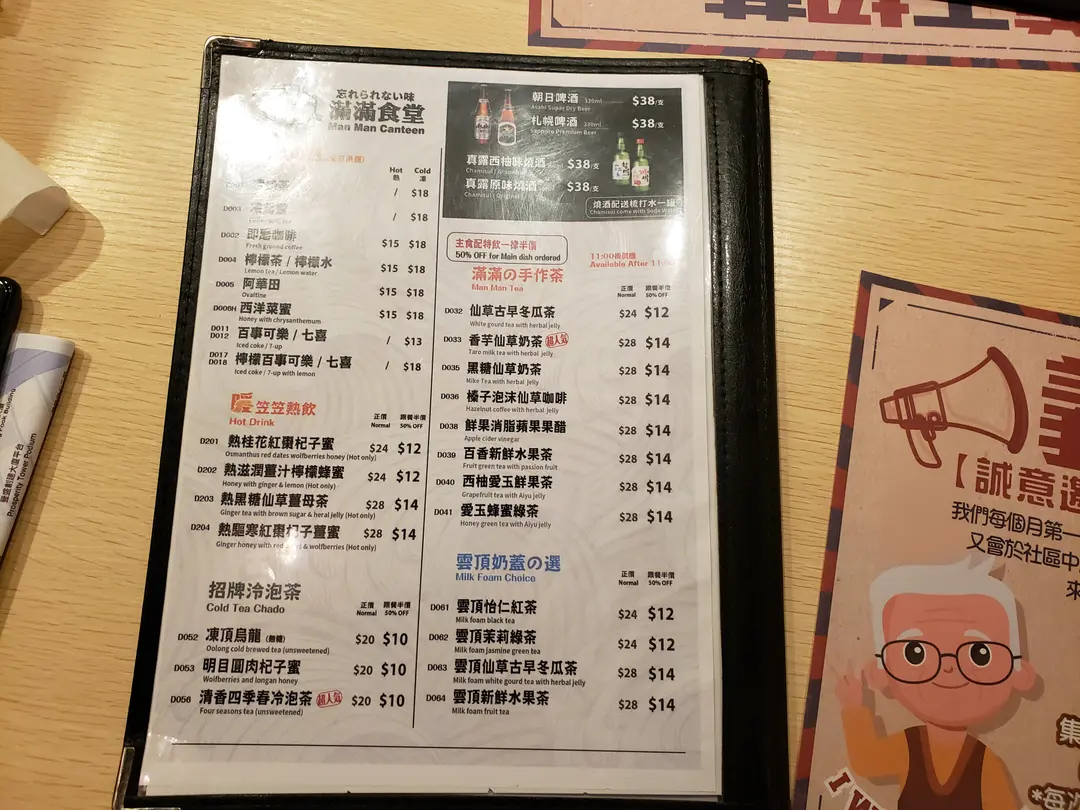 忘れられない味
滿滿食堂
Man Man Canteen
Hot
熱
Cold
凍
/ $18
D003
/ $18
D002 即磨咖啡 $15 $18
Fresh ground coffee
D004 檸檬茶 / 檸檬水 $15 $18
Lemon tea / Lemon water
D005 阿華田 $15 $18
Ovaltine
D006H 西洋菜蜜 $15 $18
Honey with chrysanthemum
D011
D012 百事可樂 / 七喜 / $13
Iced coke / 7-up
D017
D018 檸檬百事可樂 / 七喜 / $18
Iced coke / 7-up with lemon
暖 笠笠熱飲
Hot Drink
正價 跟餐半價
Normal 50% OFF
D201 熱桂花紅棗杞子蜜 $24 $12
Osmanthus red dates wolfberries honey (Hot only)
D202 熱滋潤薑汁檸檬蜂蜜 $24 $12
Honey with ginger & lemon (Hot only)
D203 熱黑糖仙草薑母茶 $28 $14
Ginger tea with brown sugar & heral jelly (Hot only)
D204 熱驅寒紅棗杞子薑蜜 $28 $14
Ginger honey with red & wolfberries (Hot only)
招牌泠泡茶
Cold Tea Chado
正價 跟餐半價
Normal 50% OFF
D052 凍頂烏龍 (無糖) $20 $10
Oolong cold brewed tea (unsweetened)
D053 明目圓肉杞子蜜 $20 $10
Wolfberries and longan honey
D056 清香四季春冷泡茶 超人気 $20 $10
Four seasons tea (unsweetened)
朝日啤酒 330ml $38/支
Asahi Super Dry Beer
札幌啤酒 330ml $38/支
Sapporo Premium Beer
真露西柚味燒酒 $38/支
真露原味燒酒 $38/支
燒酒配送梳打水一罐
Chamisul come with Soda
主食配特飲一律半價
50% OFF for Main dish ordered
11:00後供應
Available After 11:
滿滿の手作茶
Man Man Tea
正價 跟餐半價
Normal 50% OFF
D032 仙草古早冬瓜茶 $24 $12
White gourd tea with herbal jelly
D033 香芋仙草奶茶 超人気 $28 $14
Taro milk tea with herbal jelly
D035 黑糖仙草奶茶 $28 $14
Mike Tea with herbal jelly
D036 榛子泡沫仙草咖啡 $28 $14
Hazelnut coffee with herbal jelly
D038 鮮果消脂蘋果果醋 $28 $14
Apple cider vinegar
D039 百香新鮮水果茶 $28 $14
Fruit green tea with passion fruit
D040 西柚愛玉鮮果茶 $28 $14
Grapefruit tea with Aiyu jelly
D041 愛玉蜂蜜綠茶 $28 $14
Honey green tea with Aiyu jelly
雲頂奶蓋の選
Milk Foam Choice
正價 跟餐半價
Normal 50% OFF
D061 雲頂怡仁紅茶 $24 $12
Milk foam black tea
D062 雲頂茉莉綠茶 $24 $12
Milk foam jasmine green tea
D063 雲頂仙草古早冬瓜茶 $28 $14
Milk foam white gourd tea with herbal jelly
D064 雲頂新鮮水果茶 $28 $14
Milk foam fruit tea
Prosperity Tower Podium
【誠意邀
我們每個月第一
又會於社區中
來
集
*每